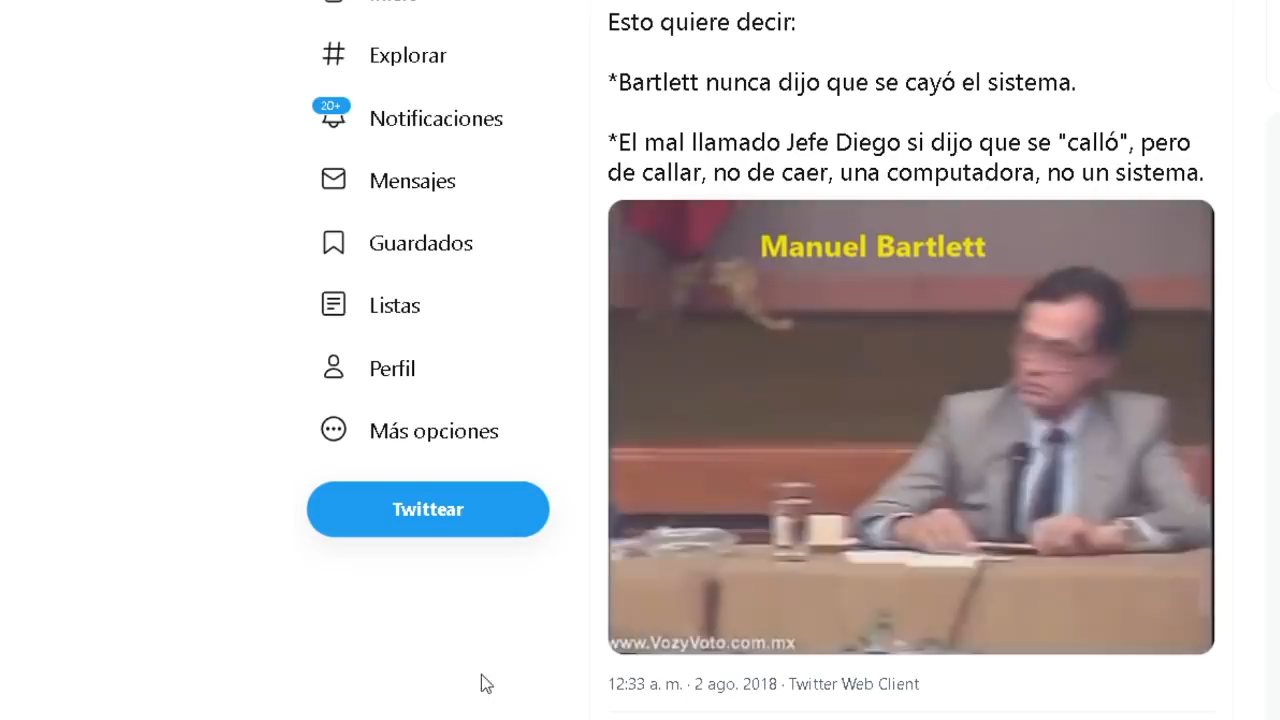 Explorar
20+
Notificaciones
Mensajes
Guardados
Listas
Perfil
Más opciones
Twittear
Esto quiere decir:
*Bartlett nunca dijo que se cayó el sistema.
*El mal llamado Jefe Diego si dijo que se "calló", pero
de callar, no de caer, una computadora, no un sistema.
Manuel Bartlett
www.VozyVoto.com.mx
12:33 a. m. · 2 ago. 2018 · Twitter Web Client